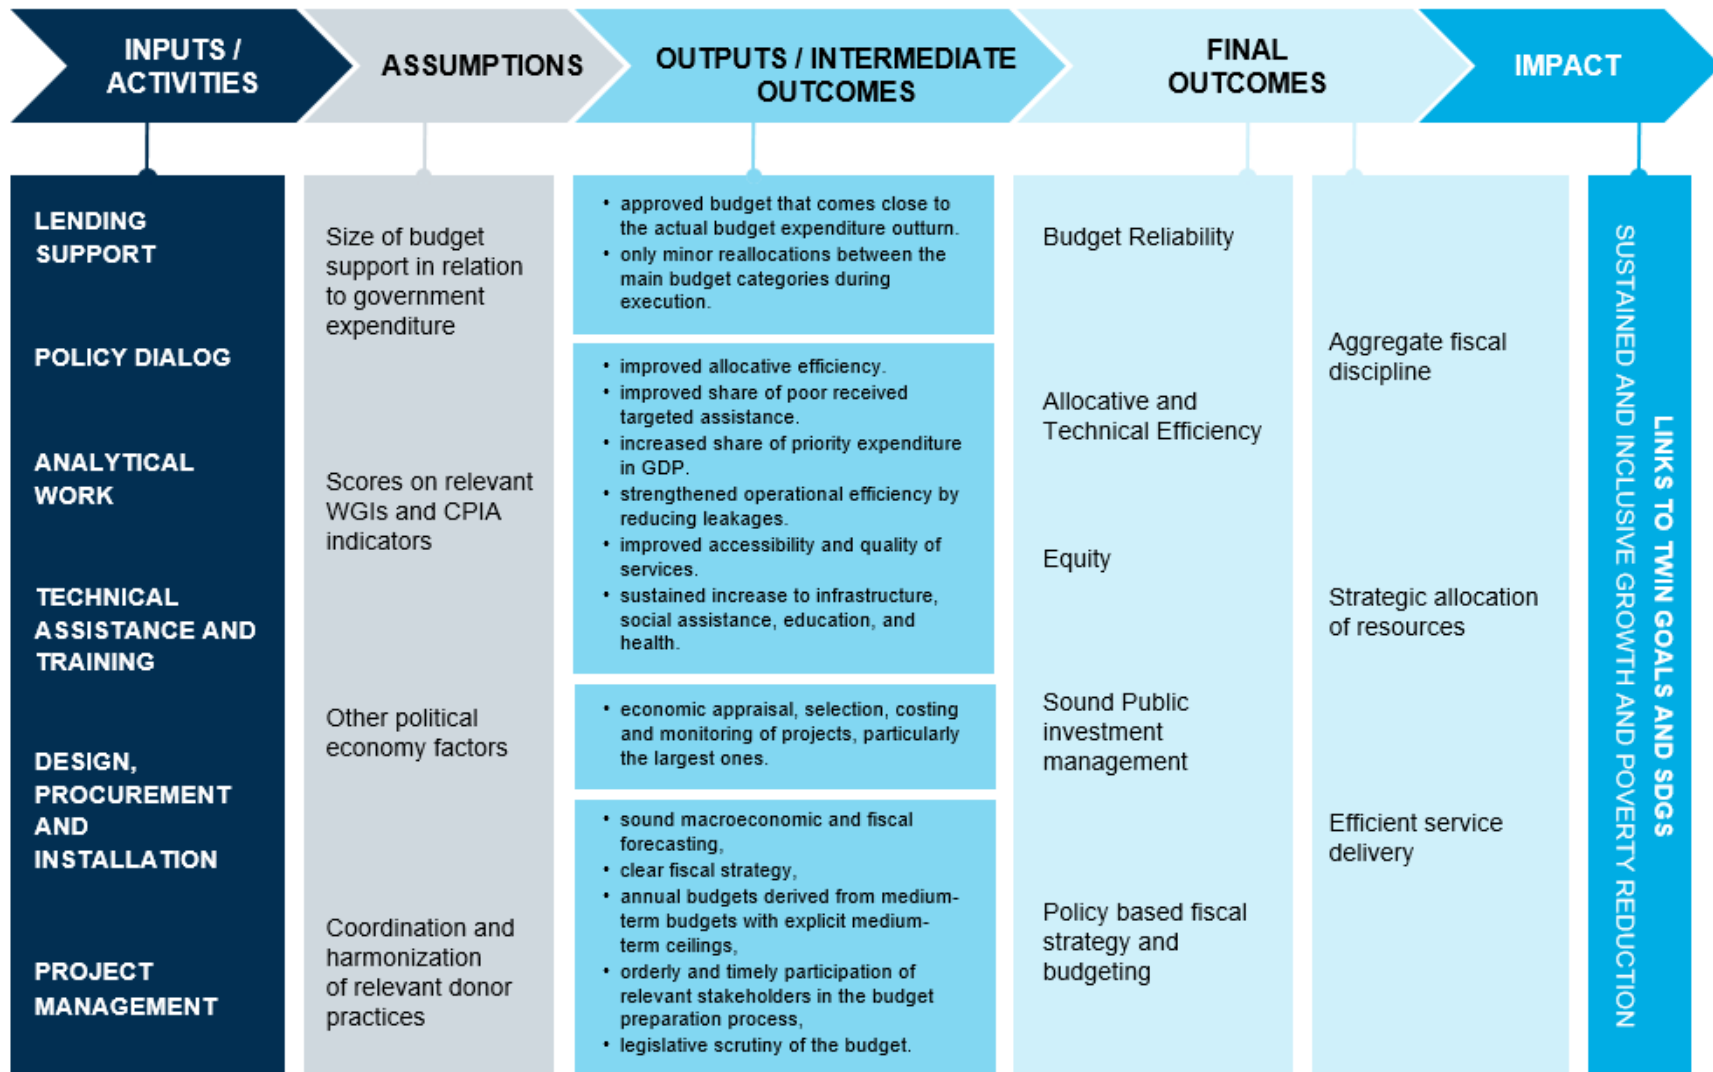 INPUTS /
ACTIVITIES
ASSUMPTIONS
OUTPUTS / INTERMEDIATE
OUTCOMES
FINAL
OUTCOMES
IMPACT
LENDING
SUPPORT
POLICY DIALOG
ANALYTICAL
WORK
TECHNICAL
ASSISTANCE AND
TRAINING
DESIGN,
PROCUREMENT
AND
INSTALLATION
PROJECT
MANAGEMENT
Size of budget
support in relation
to government
expenditure
Scores on relevant
WGIs and CPIA
indicators
Other political
economy factors
Coordination and
harmonization
of relevant donor
practices
• approved budget that comes close to
the actual budget expenditure outturn.
• only minor reallocations between the
main budget categories during
execution.
• improved allocative efficiency.
• improved share of poor received
targeted assistance.
• increased share of priority expenditure
in GDP.
• strengthened operational efficiency by
reducing leakages.
• improved accessibility and quality of
services.
• sustained increase to infrastructure,
social assistance, education, and
health.
• economic appraisal, selection, costing
and monitoring of projects, particularly
the largest ones.
• sound macroeconomic and fiscal
forecasting,
• clear fiscal strategy,
• annual budgets derived from medium-
term budgets with explicit medium-
term ceilings,
• orderly and timely participation of
relevant stakeholders in the budget
preparation process,
• legislative scrutiny of the budget.
Budget Reliability
Allocative and
Technical Efficiency
Equity
Sound Public
investment
management
Policy based fiscal
strategy and
budgeting
Aggregate fiscal
discipline
Strategic allocation
of resources
Efficient service
delivery
LINKS TO TWIN GOALS AND SDGS
SUSTAINED AND INCLUSIVE GROWTH AND POVERTY REDUCTION